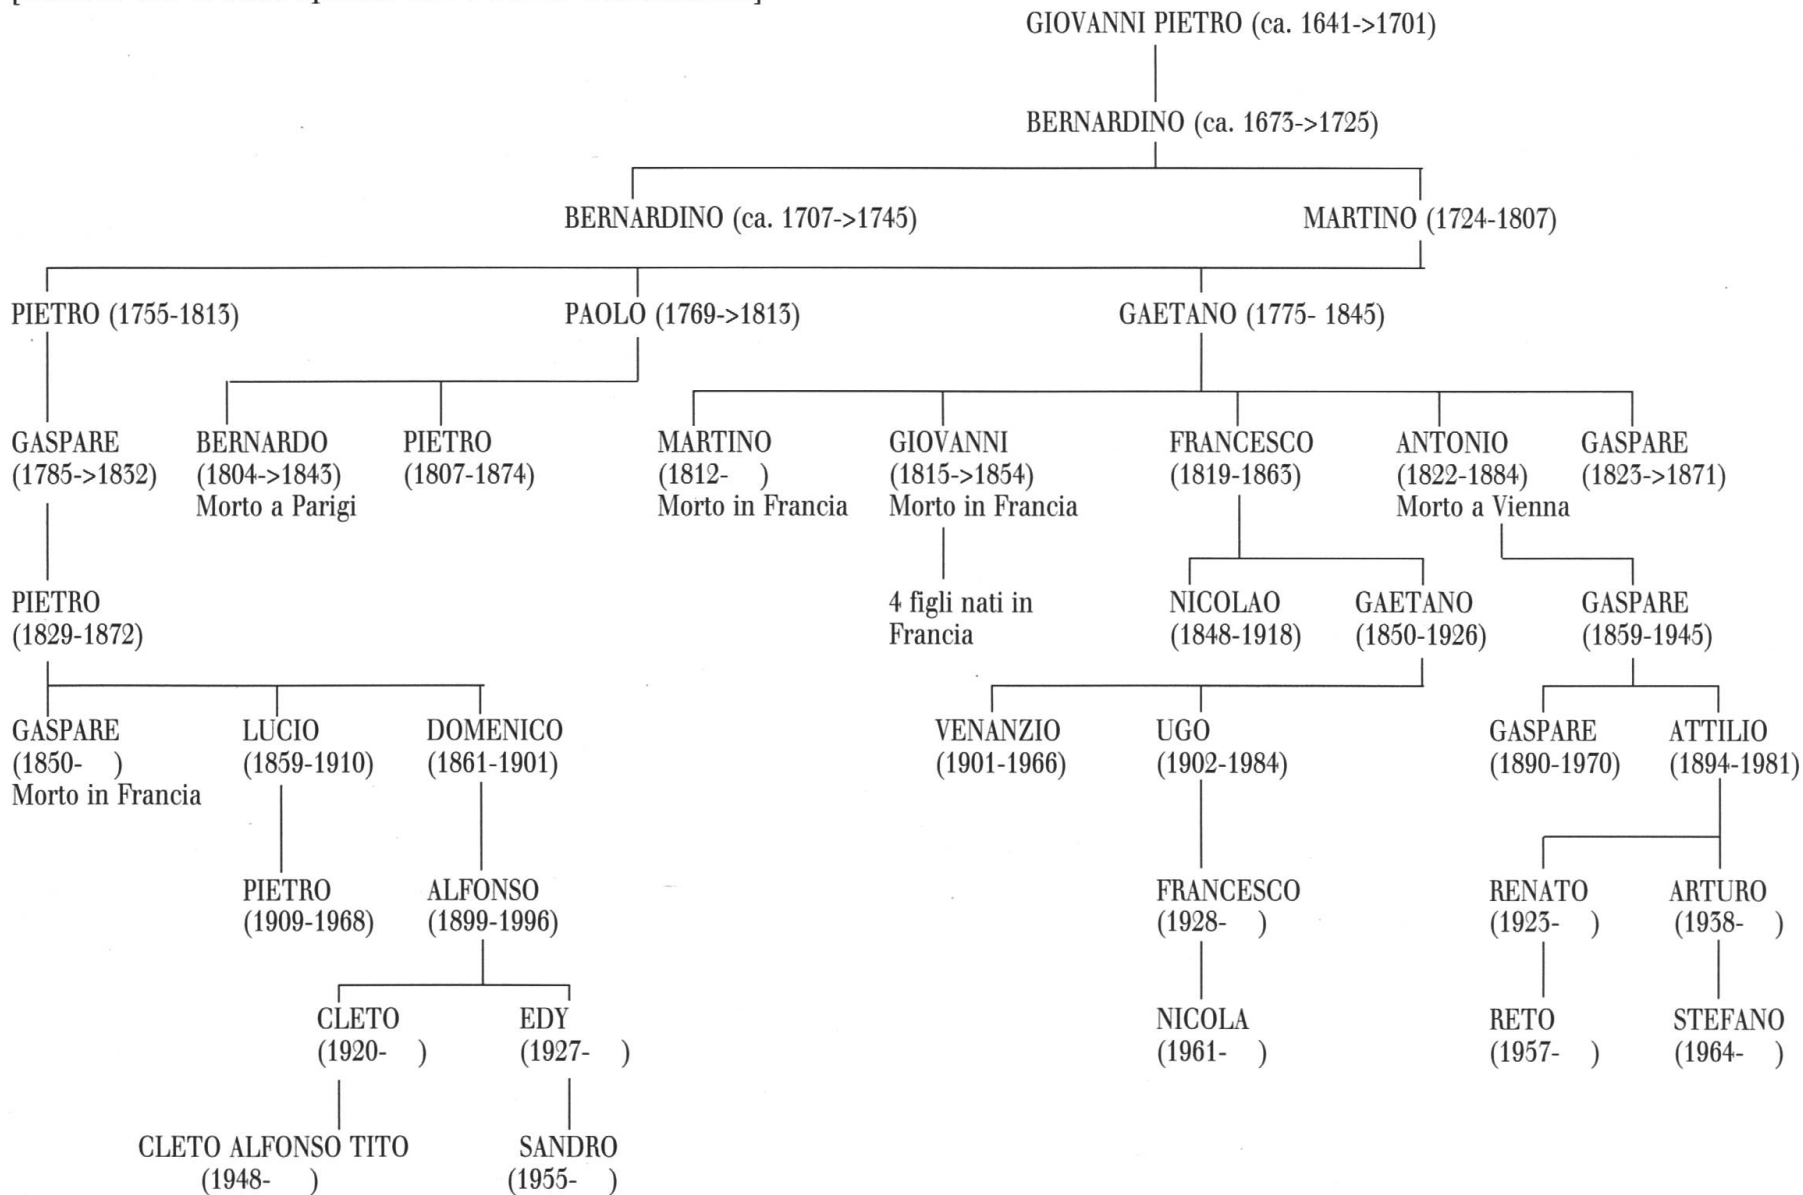 GIOVANNI PIETRO (ca. 1641->1701)
BERNARDINO (ca. 1673->1725)
BERNARDINO (ca. 1707->1745)
MARTINO (1724-1807)
PIETRO (1755-1813)
PAOLO (1769->1813)
GAETANO (1775- 1845)
GASPARE
(1785->1832)
BERNARDO
(1804->1843)
Morto a Parigi
PIETRO
(1807-1874)
MARTINO
(1812-    )
Morto in Francia
GIOVANNI
(1815->1854)
Morto in Francia
FRANCESCO
(1819-1863)
ANTONIO
(1822-1884)
Morto a Vienna
GASPARE
(1823->1871)
PIETRO
(1829-1872)
4 figli nati in
Francia
NICOLAO
(1848-1918)
GAETANO
(1850-1926)
GASPARE
(1859-1945)
GASPARE
(1850-    )
Morto in Francia
LUCIO
(1859-1910)
DOMENICO
(1861-1901)
VENANZIO
(1901-1966)
UGO
(1902-1984)
GASPARE
(1890-1970)
ATTILIO
(1894-1981)
PIETRO
(1909-1968)
ALFONSO
(1899-1996)
FRANCESCO
(1928-    )
RENATO
(1923-    )
ARTURO
(1938-    )
CLETO
(1920-    )
EDY
(1927-    )
NICOLA
(1961-    )
RETO
(1957-    )
STEFANO
(1964-    )
CLETO ALFONSO TITO
(1948-    )
SANDRO
(1955-    )